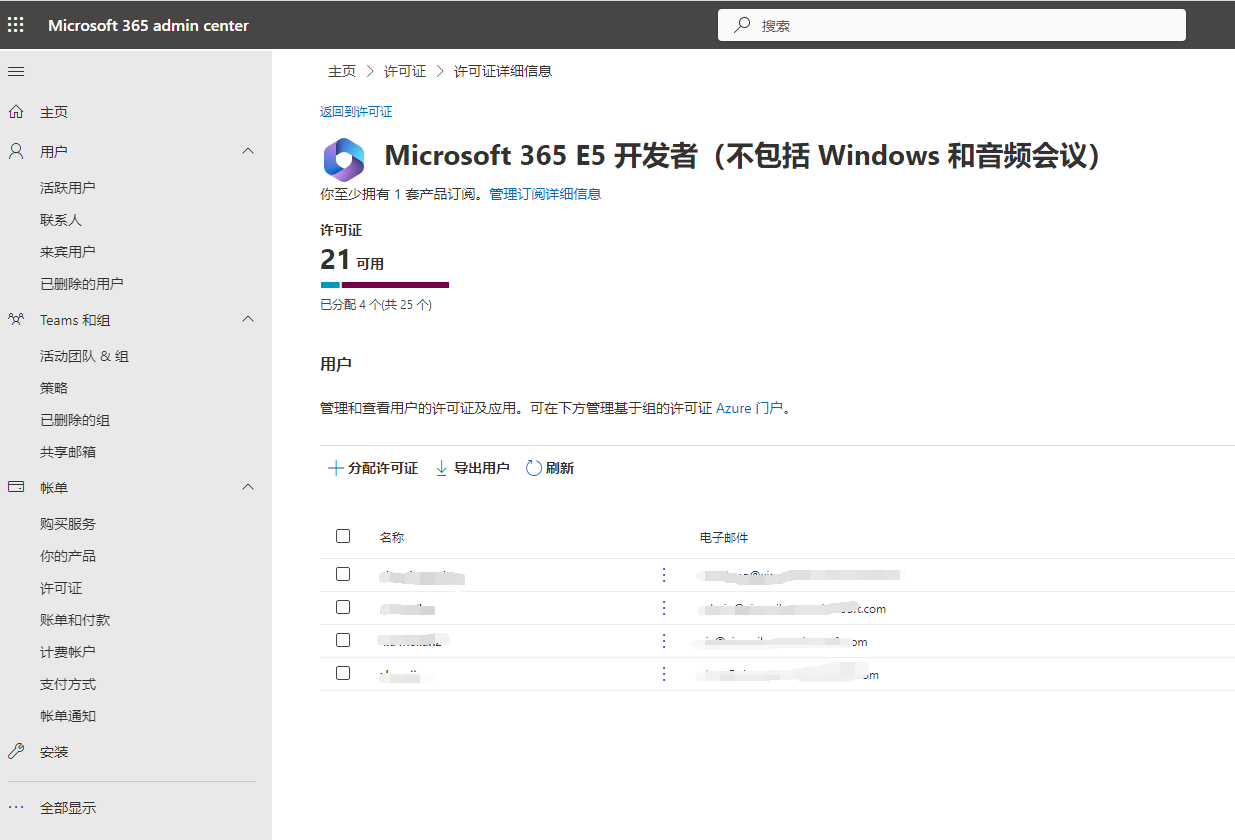 Microsoft 365 admin center
搜索
主页
用户
活跃用户
联系人
来宾用户
已删除的用户
Teams 和组
活动团队 & 组
策略
已删除的组
共享邮箱
帐单
购买服务
你的产品
许可证
账单和付款
计费帐户
支付方式
帐单通知
安装
全部显示
主页 > 许可证 > 许可证详细信息
返回到许可证
Microsoft 365 E5 开发者（不包括 Windows 和音频会议）
你至少拥有 1 套产品订阅。管理订阅详细信息
许可证
21 可用
已分配 4 个(共 25 个)
用户
管理和查看用户的许可证及应用。可在下方管理基于组的许可证 Azure 门户。
分配许可证 导出用户 刷新
名称 电子邮件